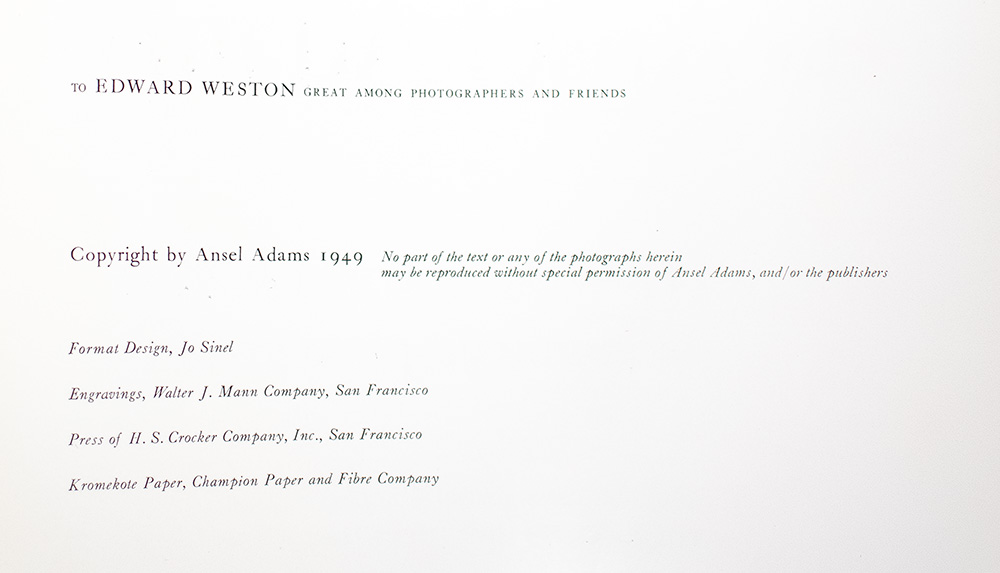 TO EDWARD WESTON GREAT AMONG PHOTOGRAPHERS AND FRIENDS
Copyright by Ansel Adams 1949 No part of the text or any of the photographs herein
may be reproduced without special permission of Ansel Adams, and/or the publishers
Format Design, Jo Sinel
Engravings, Walter J. Mann Company, San Francisco
Press of H. S. Crocker Company, Inc., San Francisco
Kromekote Paper, Champion Paper and Fibre Company